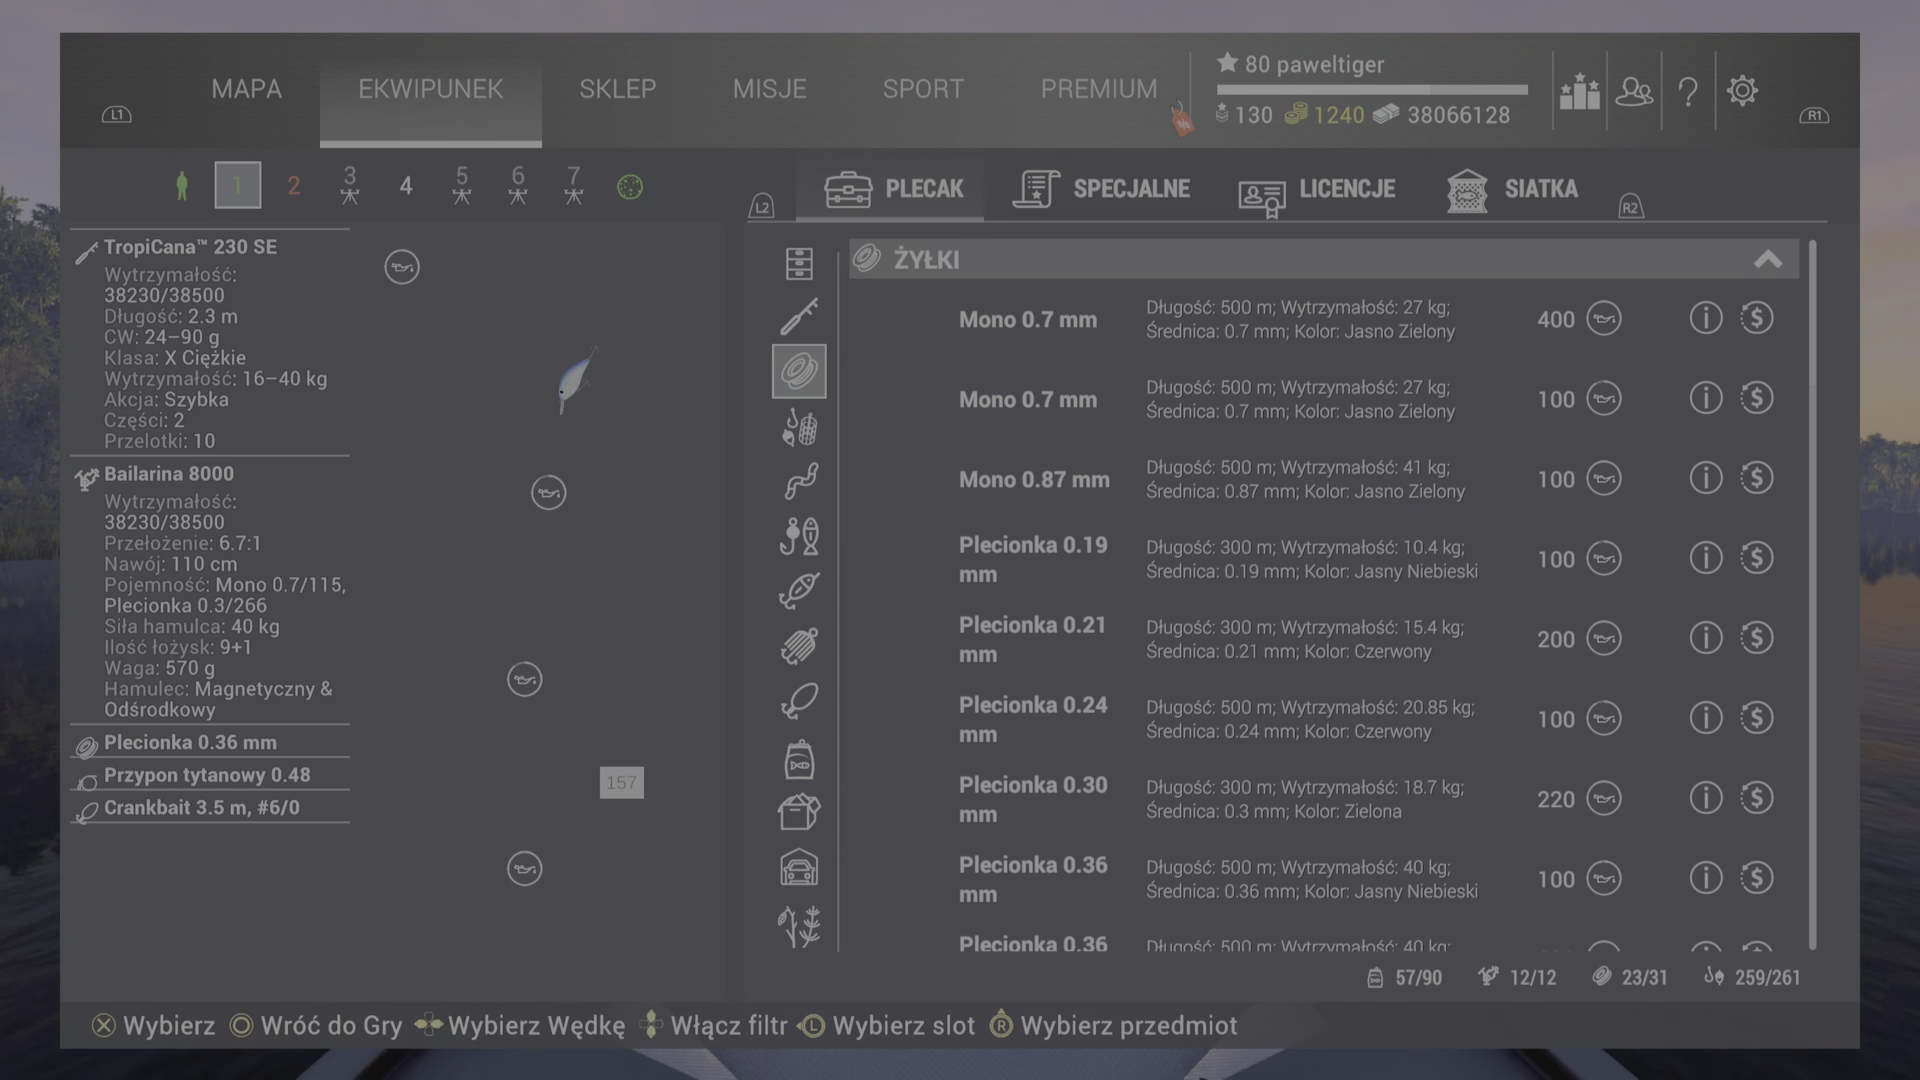 L1
MAPA
EKWIPUNEK
SKLEP
MISJE
SPORT
PREMIUM
80 paweltiger
130 1240 38066128
?
R1
1 2 3 4 5 6 7
L2
PLECAK
SPECJALNE
LICENCJE
SIATKA
R2
TropiCana™ 230 SE
Wytrzymałość:
38230/38500
Długość: 2.3 m
CW: 24–90 g
Klasa: X Ciężkie
Wytrzymałość: 16–40 kg
Akcja: Szybka
Części: 2
Przelotki: 10
Bailarina 8000
Wytrzymałość:
38230/38500
Przełożenie: 6.7:1
Nawój: 110 cm
Pojemność: Mono 0.7/115,
Plecionka 0.3/266
Siła hamulca: 40 kg
Ilość łożysk: 9+1
Waga: 570 g
Hamulec: Magnetyczny &
Odśrodkowy
Plecionka 0.36 mm
Przypon tytanowy 0.48
Crankbait 3.5 m, #6/0
157
ŻYŁKI
Mono 0.7 mm
Długość: 500 m; Wytrzymałość: 27 kg;
Średnica: 0.7 mm; Kolor: Jasno Zielony
400
Mono 0.7 mm
Długość: 500 m; Wytrzymałość: 27 kg;
Średnica: 0.7 mm; Kolor: Jasno Zielony
100
Mono 0.87 mm
Długość: 500 m; Wytrzymałość: 41 kg;
Średnica: 0.87 mm; Kolor: Jasno Zielony
100
Plecionka 0.19
mm
Długość: 300 m; Wytrzymałość: 10.4 kg;
Średnica: 0.19 mm; Kolor: Jasny Niebieski
100
Plecionka 0.21
mm
Długość: 300 m; Wytrzymałość: 15.4 kg;
Średnica: 0.21 mm; Kolor: Czerwony
200
Plecionka 0.24
mm
Długość: 500 m; Wytrzymałość: 20.85 kg;
Średnica: 0.24 mm; Kolor: Czerwony
100
Plecionka 0.30
mm
Długość: 300 m; Wytrzymałość: 18.7 kg;
Średnica: 0.3 mm; Kolor: Zielona
220
Plecionka 0.36
mm
Długość: 500 m; Wytrzymałość: 40 kg;
Średnica: 0.36 mm; Kolor: Jasny Niebieski
100
Plecionka 0.36
Długość: 500 m; Wytrzymałość: 40 kg;
57/90 12/12 23/31 259/261
Wybierz Wróć do Gry Wybierz Wędkę Włącz filtr L Wybierz slot R Wybierz przedmiot